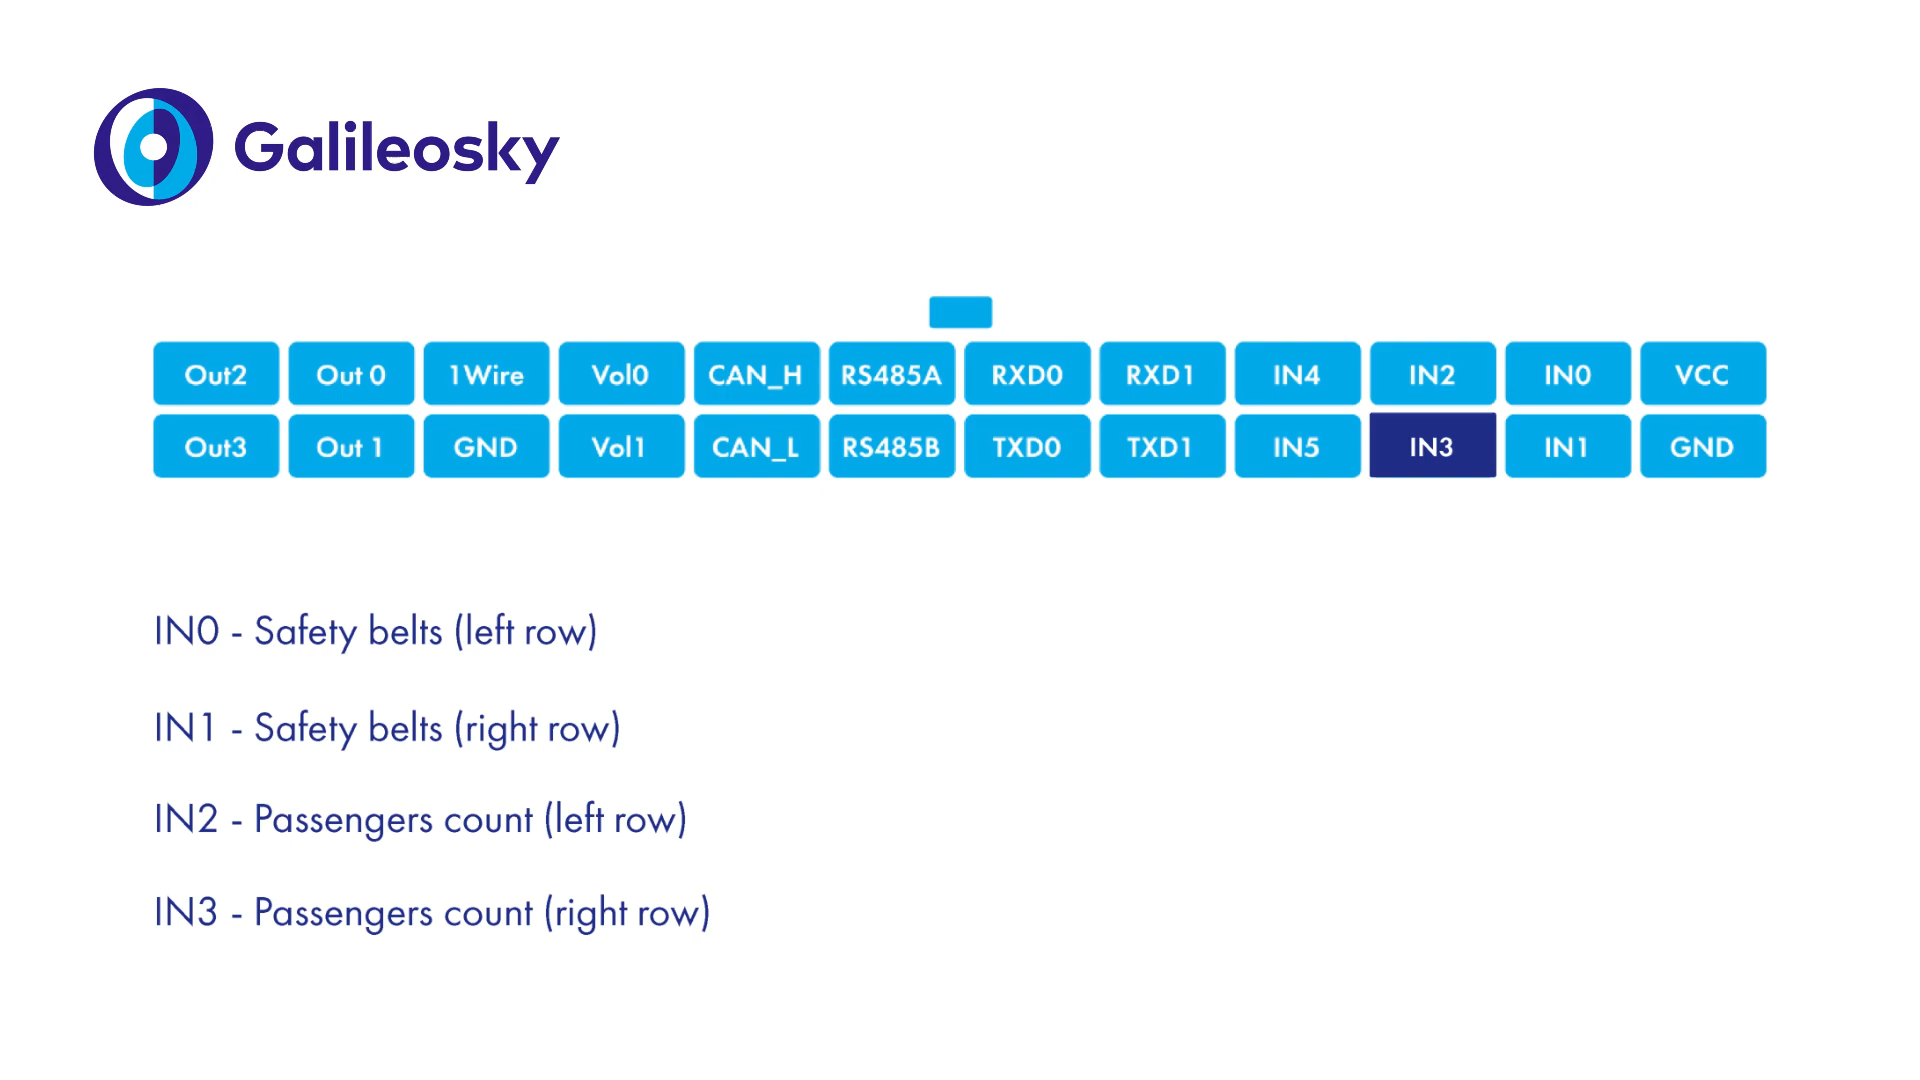 Galileosky
Out2 Out 0 1Wire Vol0 CAN_H RS485A RXD0 RXD1 IN4 IN2 IN0 VCC
Out3 Out 1 GND Vol1 CAN_L RS485B TXD0 TXD1 IN5 IN3 IN1 GND
IN0 - Safety belts (left row)
IN1 - Safety belts (right row)
IN2 - Passengers count (left row)
IN3 - Passengers count (right row)